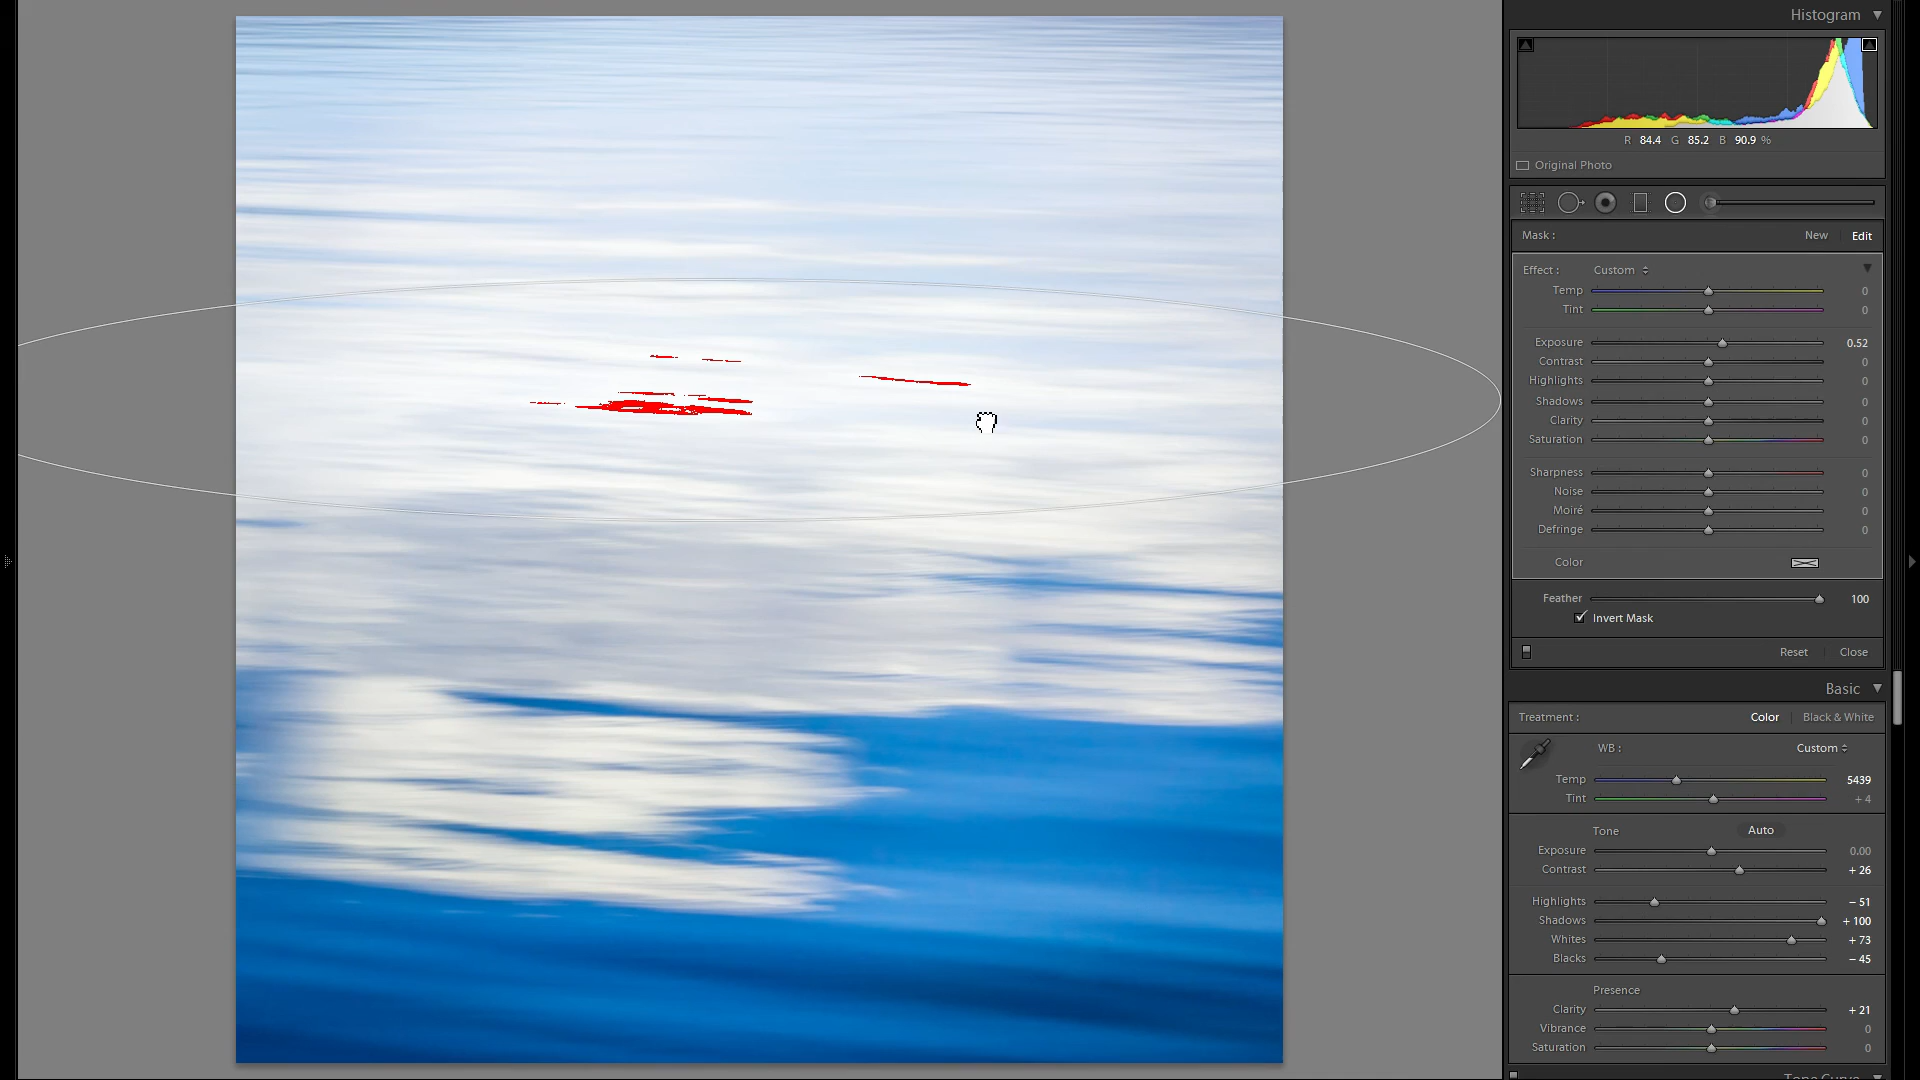 Histogram
R 84.4 G 85.2 B 90.9 %
Original Photo
Mask : New Edit
Effect : Custom
Temp 0
Tint 0
Exposure 0.52
Contrast 0
Highlights 0
Shadows 0
Clarity 0
Saturation 0
Sharpness 0
Noise 0
Moiré 0
Defringe 0
Color
Feather 100
Invert Mask
Reset Close
Basic
Treatment : Color Black & White
WB : Custom
Temp 5439
Tint + 4
Tone Auto
Exposure 0.00
Contrast + 26
Highlights − 51
Shadows + 100
Whites + 73
Blacks − 45
Presence
Clarity + 21
Vibrance 0
Saturation 0
Tone Curve